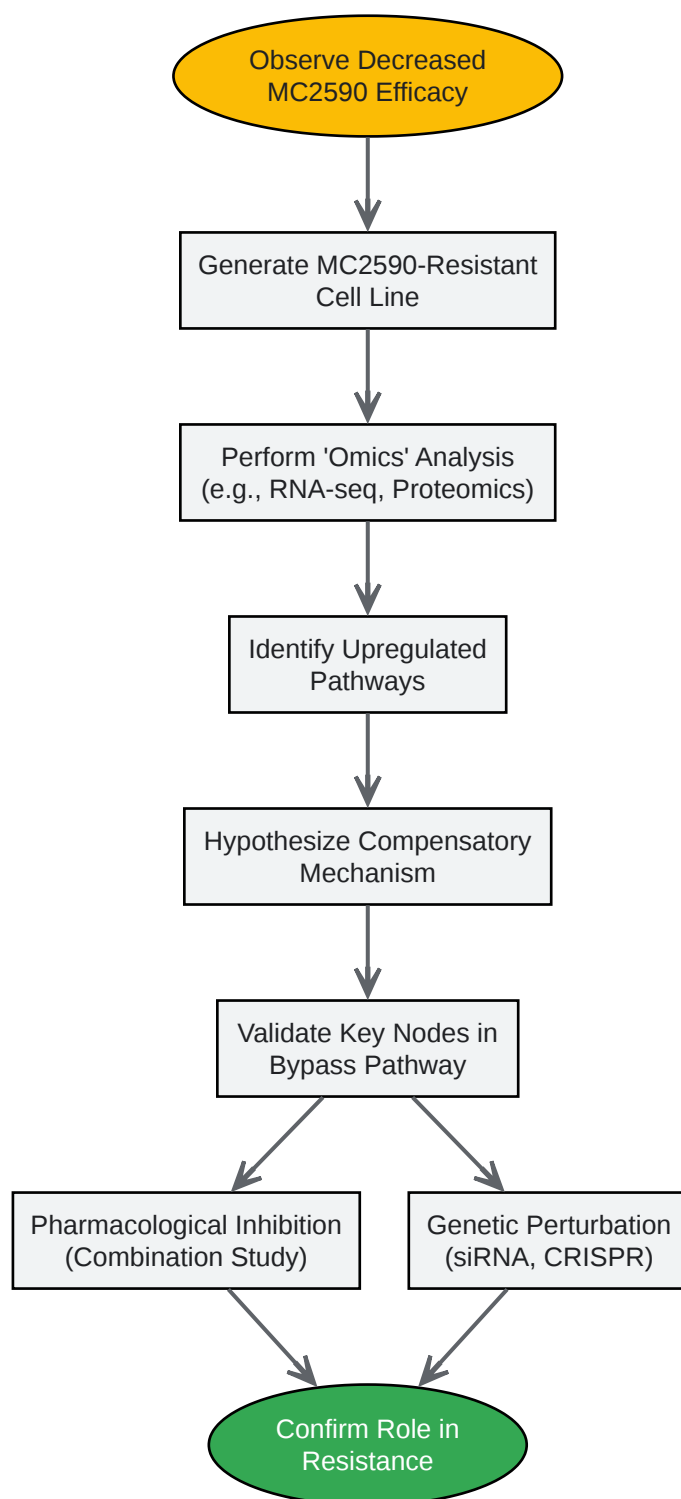 Observe Decreased
MC2590 Efficacy
Generate MC2590-Resistant
Cell Line
Perform 'Omics' Analysis
(e.g., RNA-seq, Proteomics)
Identify Upregulated
Pathways
Hypothesize Compensatory
Mechanism
Validate Key Nodes in
Bypass Pathway
Pharmacological Inhibition
(Combination Study)
Genetic Perturbation
(siRNA, CRISPR)
Confirm Role in
Resistance